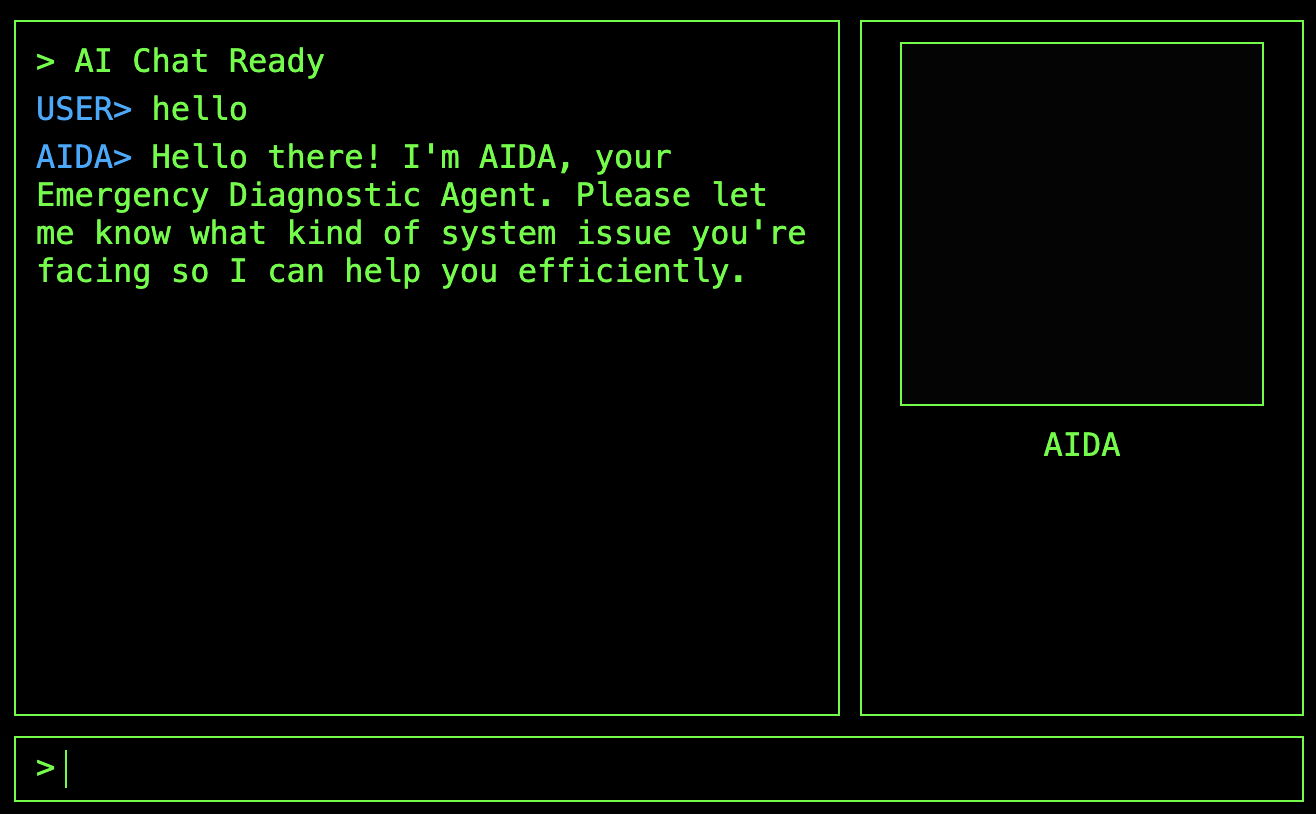 > AI Chat Ready
USER> hello
AIDA> Hello there! I'm AIDA, your
Emergency Diagnostic Agent. Please let
me know what kind of system issue you're
facing so I can help you efficiently.
AIDA
>